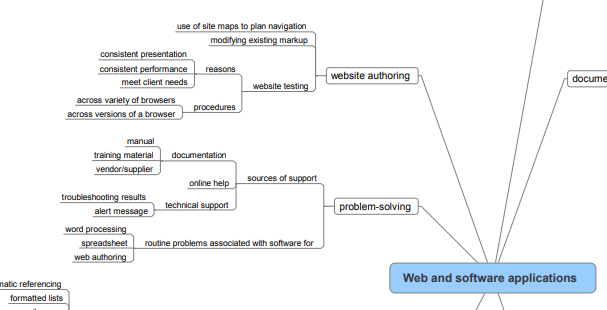 use of site maps to plan navigation
modifying existing markup
consistent presentation
consistent performance
meet client needs
reasons
across variety of browsers
across versions of a browser
procedures
website testing
website authoring
manual
training material
vendor/supplier
documentation
online help
troubleshooting results
alert message
technical support
sources of support
word processing
spreadsheet
web authoring
routine problems associated with software for
problem-solving
Web and software applications
referencing
formatted lists